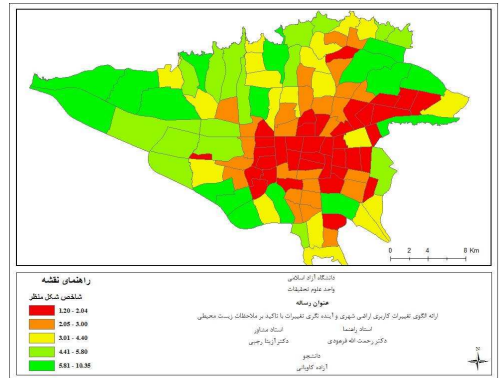 0 2 4 8 Km
راهنمای نقشه
شاخص شکل منظر
1.20 - 2.04
2.05 - 3.00
3.01 - 4.40
4.41 - 5.80
5.81 - 10.35
دانشگاه آزاد اسلامی
واحد علوم تحقیقات
عنوان رساله
ارائه الگوی تغییرات کاربری اراضی شهری و آینده نگری تغییرات با تاکید بر ملاحظات زیست محیطی
استاد راهنما استاد مشاور
دکتر رحمت الله فرهودی دکتر آزیتا رجبی
دانشجو
آزاده کاویانی